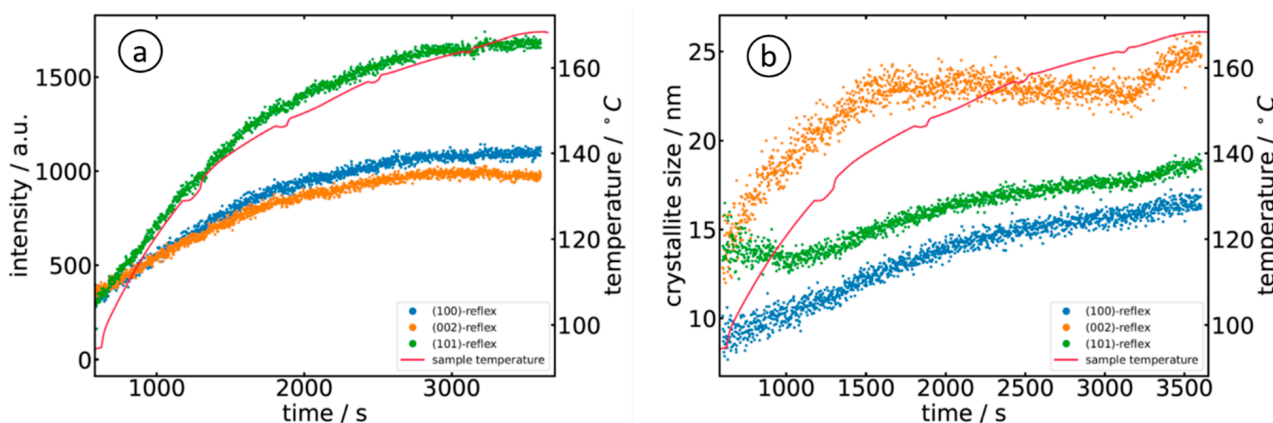 a
1500
1000
500
0
intensity / a.u.
160
140
120
100
temperature / °C
(100)-reflex
(002)-reflex
(101)-reflex
sample temperature
1000 2000 3000
time / s
b
25
20
15
10
crystallite size / nm
160
140
120
100
temperature / °C
(100)-reflex
(002)-reflex
(101)-reflex
sample temperature
1000 1500 2000 2500 3000 3500
time / s